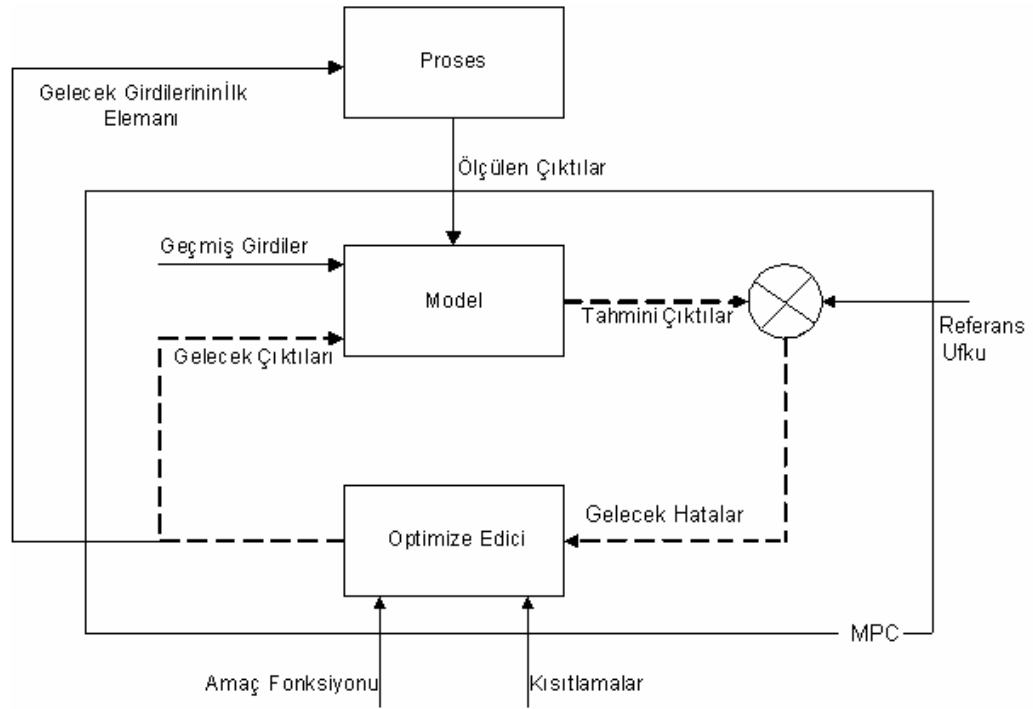 Proses
Gelecek Girdilerininİlk
Elemanı
Ölçülen Çıktılar
Geçmiş Girdiler
Model
Tahmini Çıktılar
Referans
Ufku
Gelecek Çıktıları
Gelecek Hatalar
Optimize Edici
MPC
Amaç Fonksiyonu
Kısıtlamalar